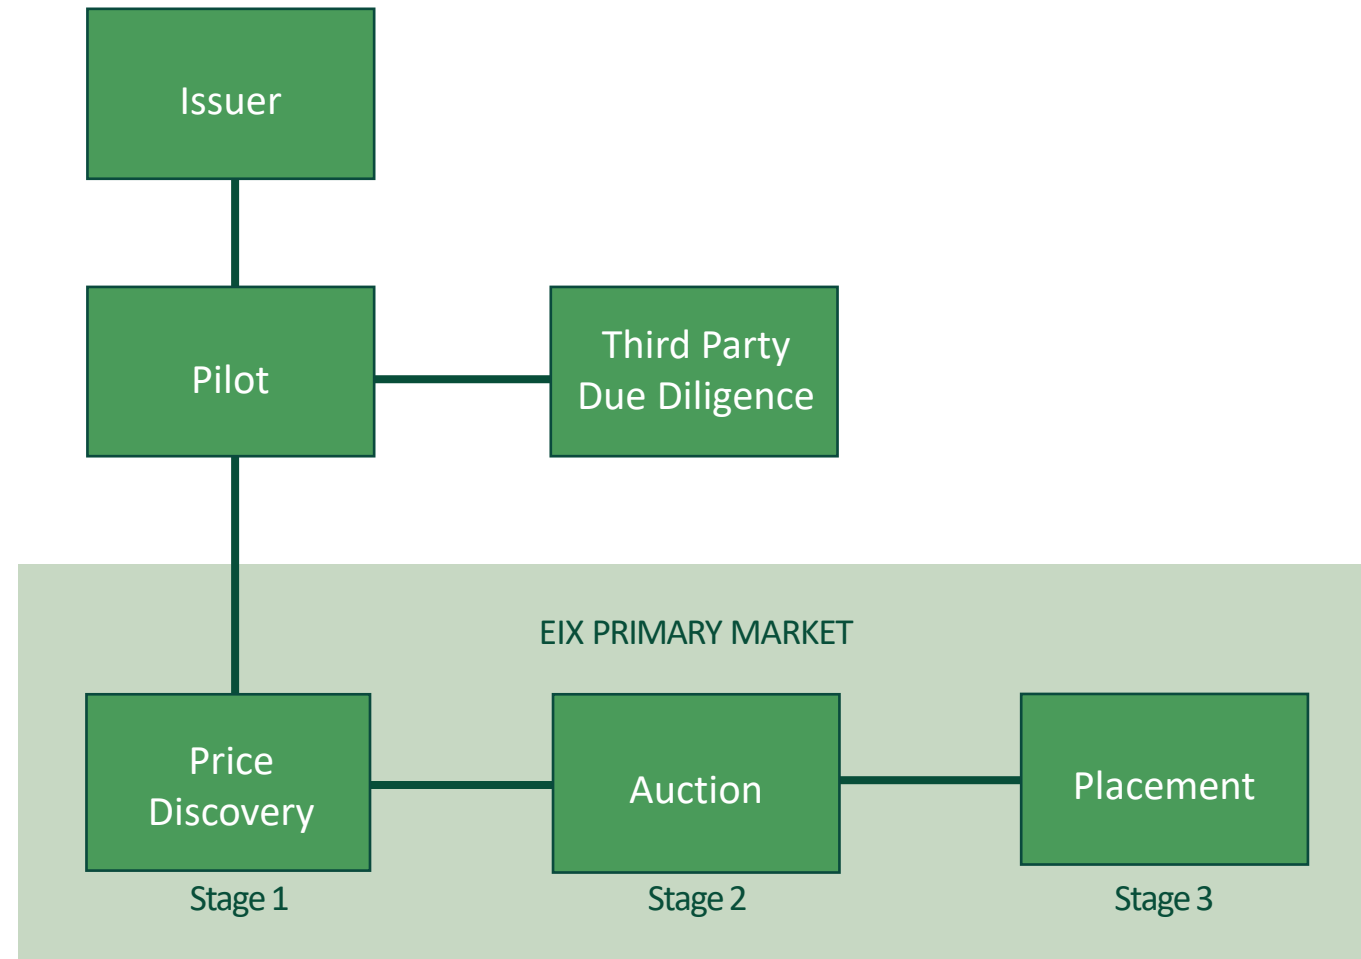 Issuer
Pilot
Third Party
Due Diligence
EIX PRIMARY MARKET
Price
Discovery
Auction
Placement
Stage 1
Stage 2
Stage 3